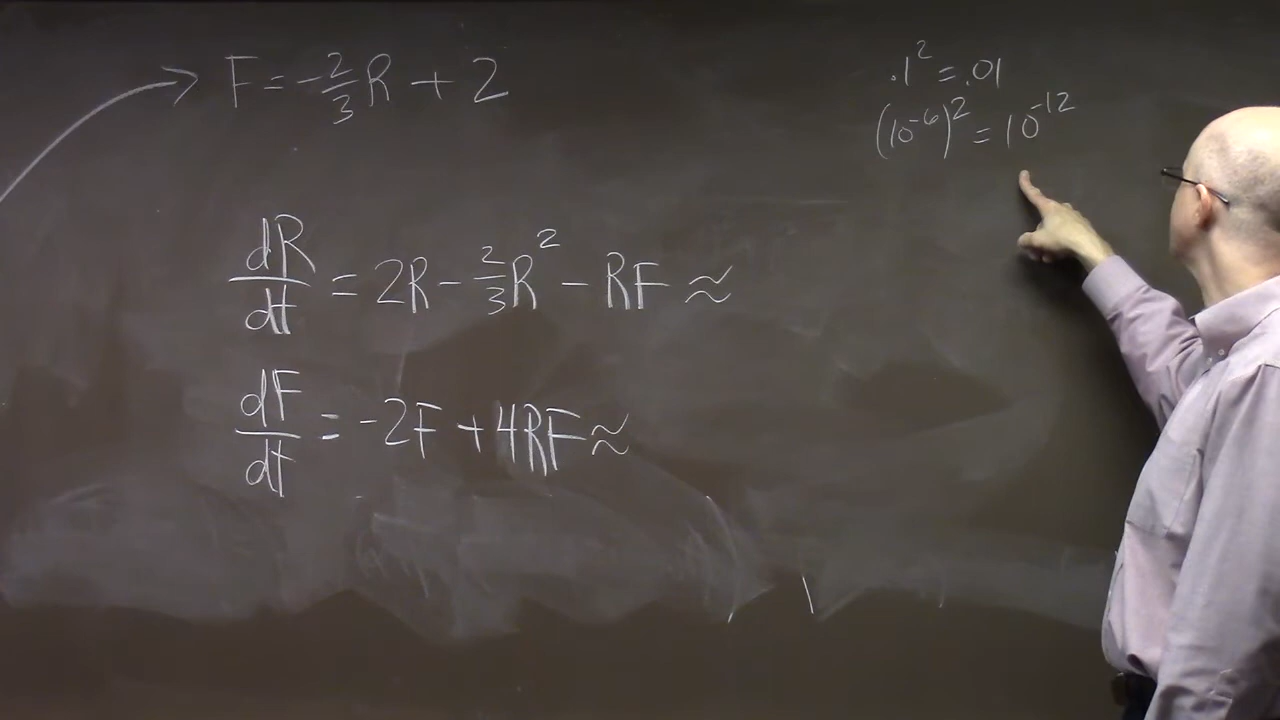 F = -2/3 R + 2
.1² = .01
(10⁻⁶)² = 10⁻¹²
dR/dt = 2R - 2/3 R² - RF ≈
dF/dt = -2F + 4RF ≈